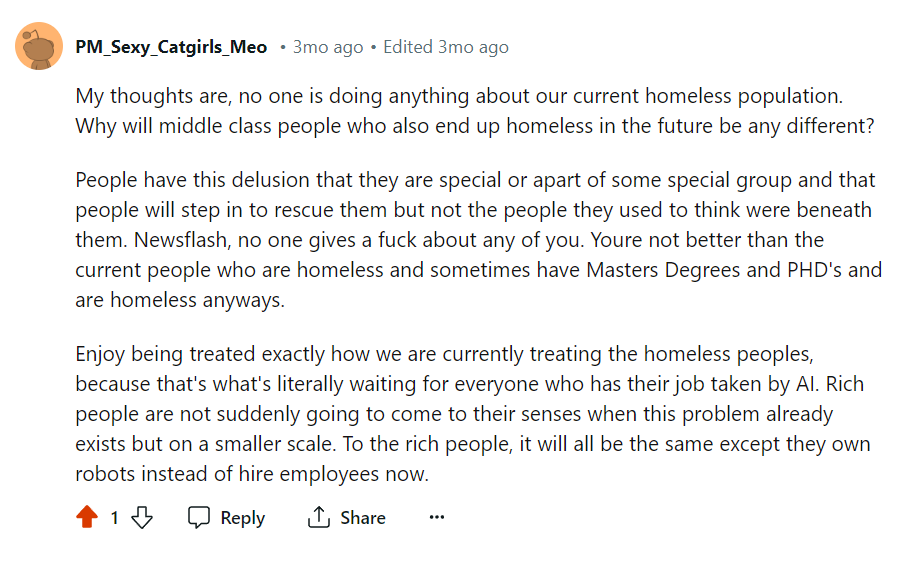 PM_Sexy_Catgirls_Meo • 3mo ago • Edited 3mo ago
My thoughts are, no one is doing anything about our current homeless population.
Why will middle class people who also end up homeless in the future be any different?
People have this delusion that they are special or apart of some special group and that
people will step in to rescue them but not the people they used to think were beneath
them. Newsflash, no one gives a fuck about any of you. Youre not better than the
current people who are homeless and sometimes have Masters Degrees and PHD's and
are homeless anyways.
Enjoy being treated exactly how we are currently treating the homeless peoples,
because that's what's literally waiting for everyone who has their job taken by AI. Rich
people are not suddenly going to come to their senses when this problem already
exists but on a smaller scale. To the rich people, it will all be the same except they own
robots instead of hire employees now.
1 Reply Share ···